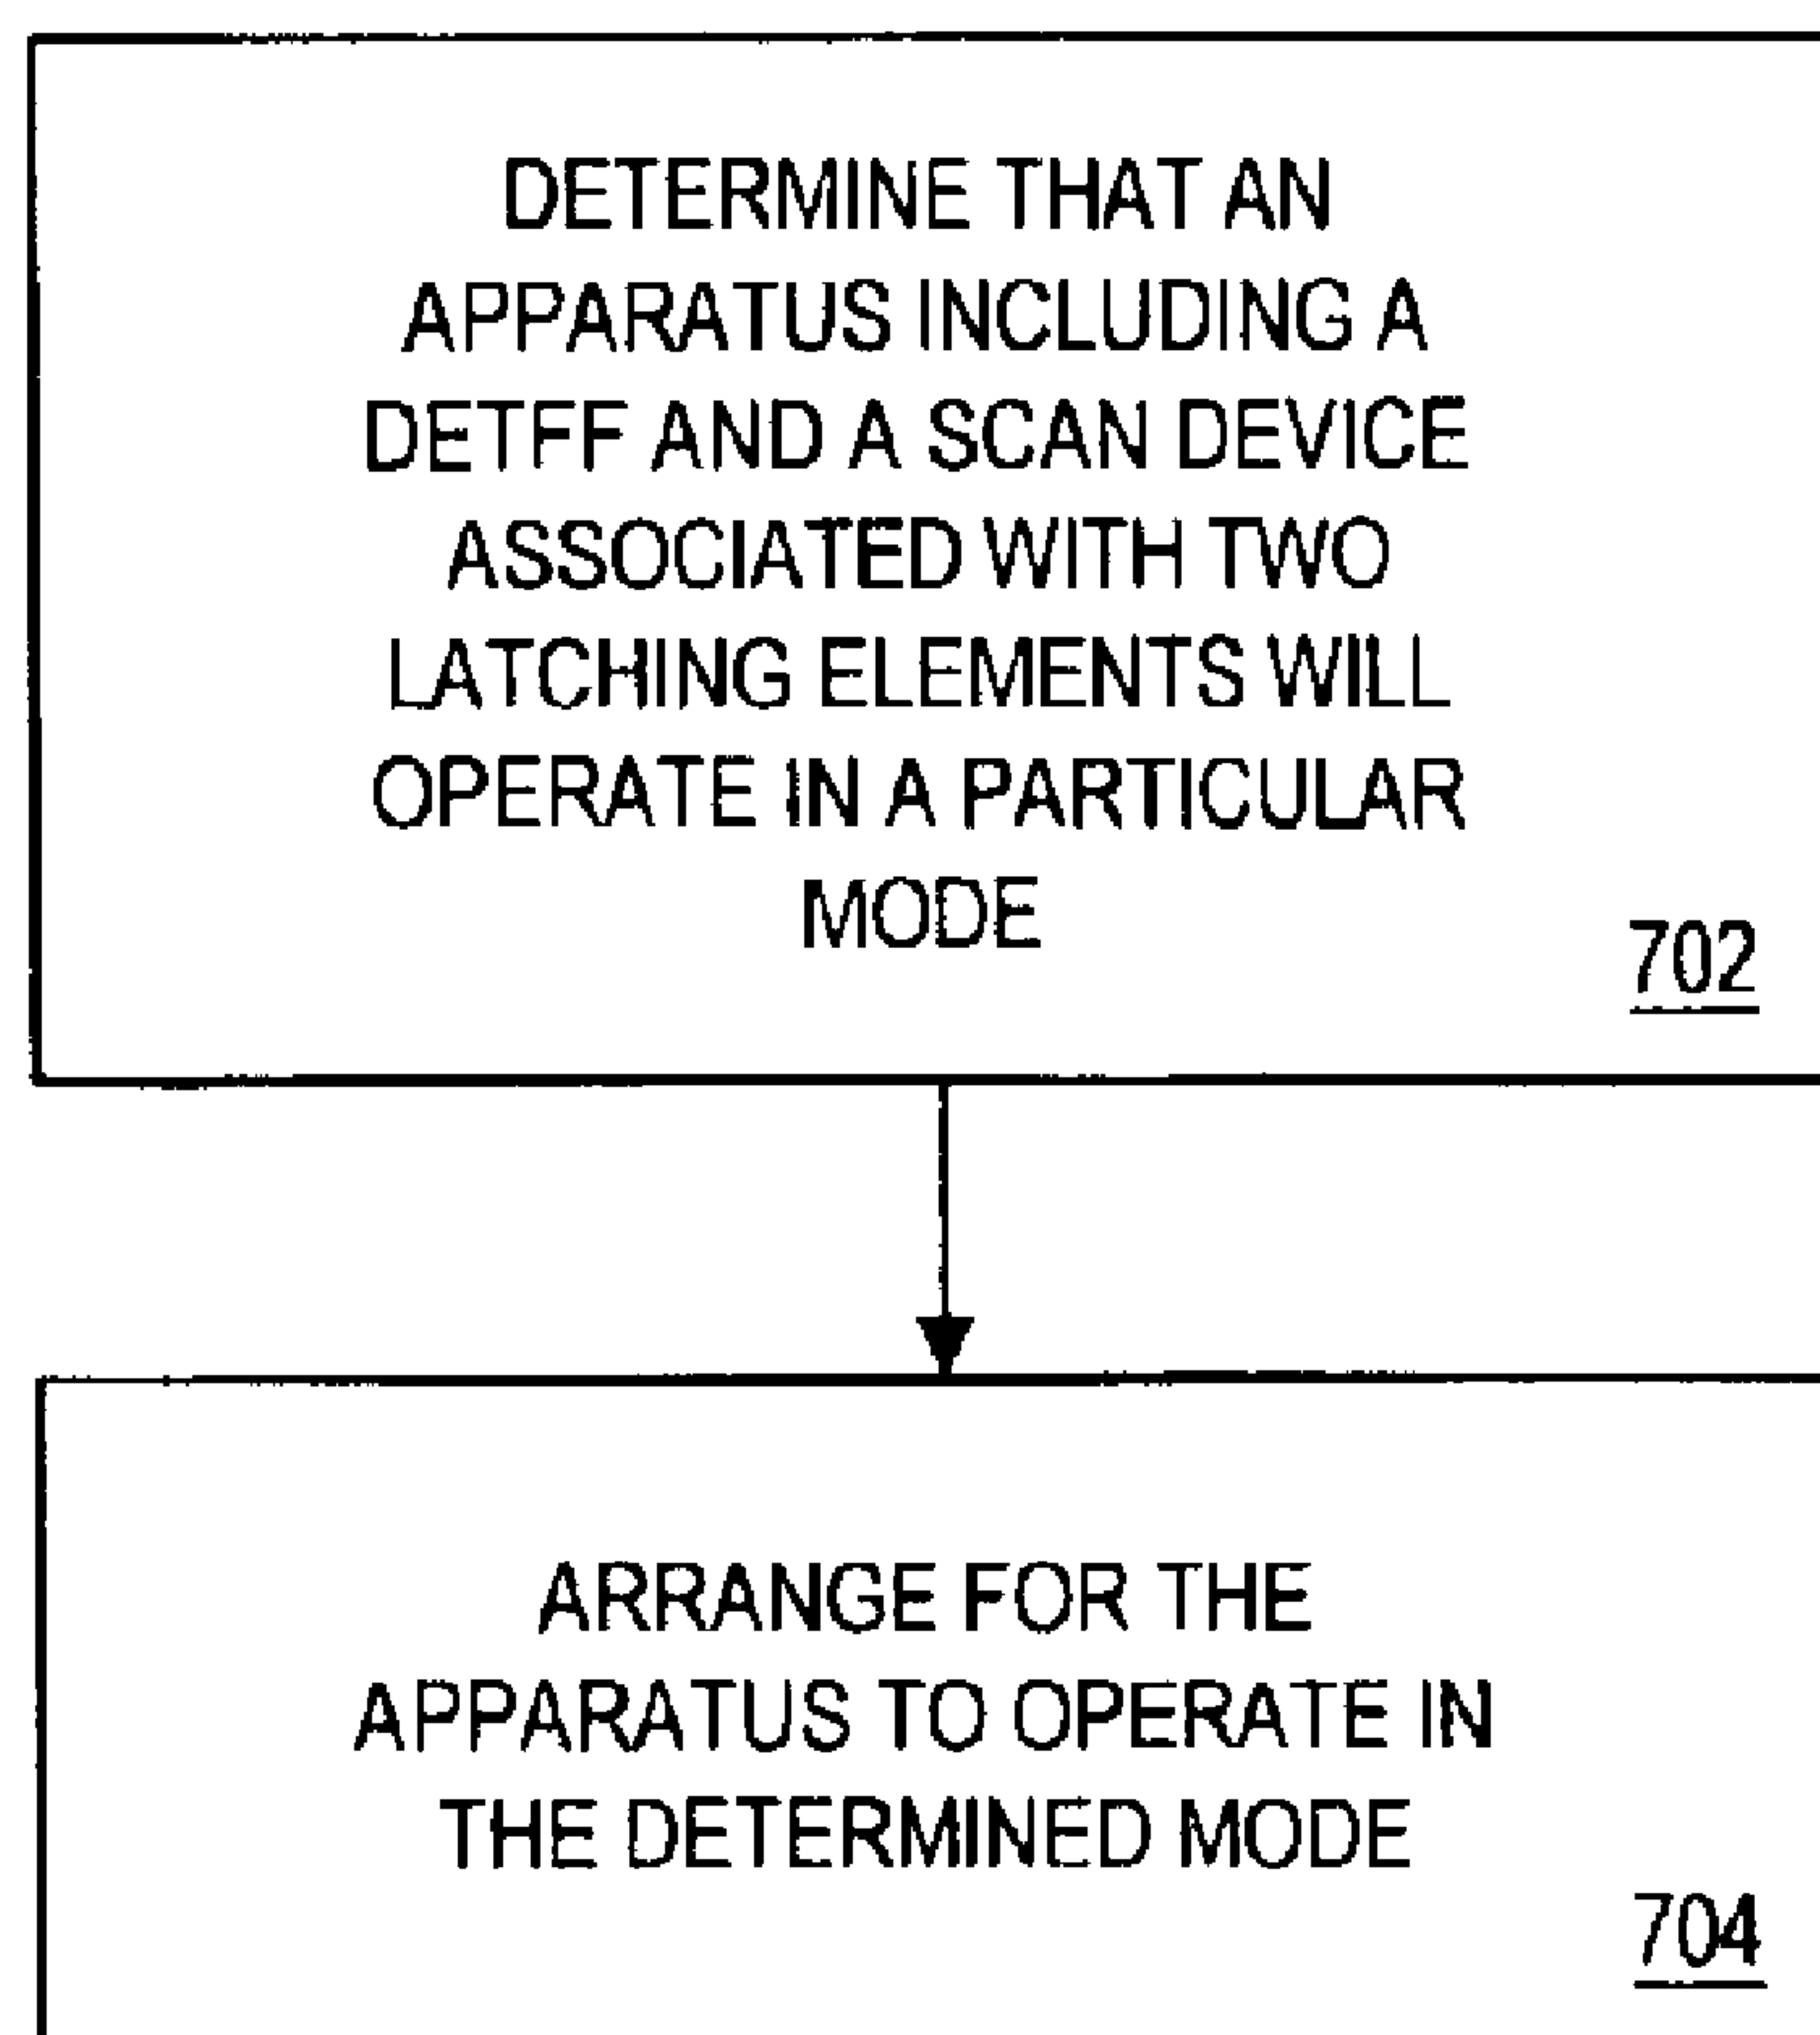 DETERMINE THAT AN
APPARATUS INCLUDING A
DETFF AND A SCAN DEVICE
ASSOCIATED WITH TWO
LATCHING ELEMENTS WILL
OPERATE IN A PARTICULAR
MODE
702
ARRANGE FOR THE
APPARATUS TO OPERATE IN
THE DETERMINED MODE
704